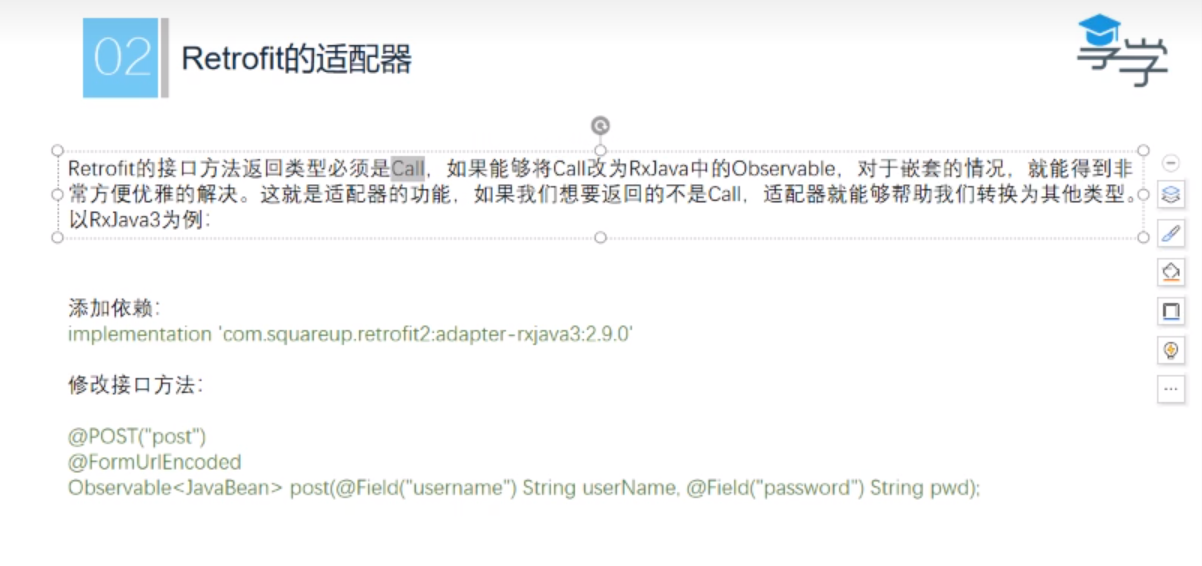 02
Retrofit的适配器
享学
Retrofit的接口方法返回类型必须是Call，如果能够将Call改为RxJava中的Observable，对于嵌套的情况，就能得到非
常方便优雅的解决。这就是适配器的功能，如果我们想要返回的不是Call，适配器就能够帮助我们转换为其他类型。
以RxJava3为例：
添加依赖：
implementation 'com.squareup.retrofit2:adapter-rxjava3:2.9.0'
修改接口方法：
@POST("post")
@FormUrlEncoded
Observable<JavaBean> post(@Field("username") String userName, @Field("password") String pwd);